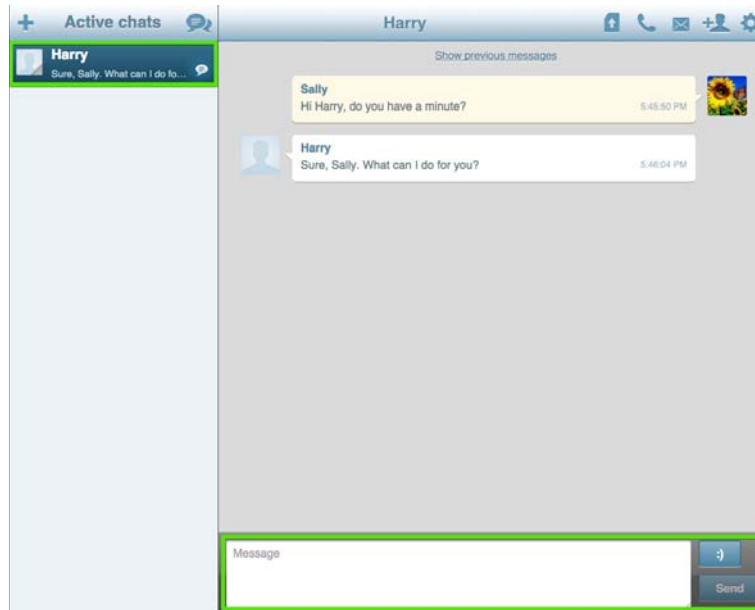 Active chats
Harry
Harry
Sure, Sally. What can I do fo...
Show previous messages
Sally
Hi Harry, do you have a minute?
5:45:50 PM
Harry
Sure, Sally. What can I do for you?
5:46:04 PM
Message
:)
Send